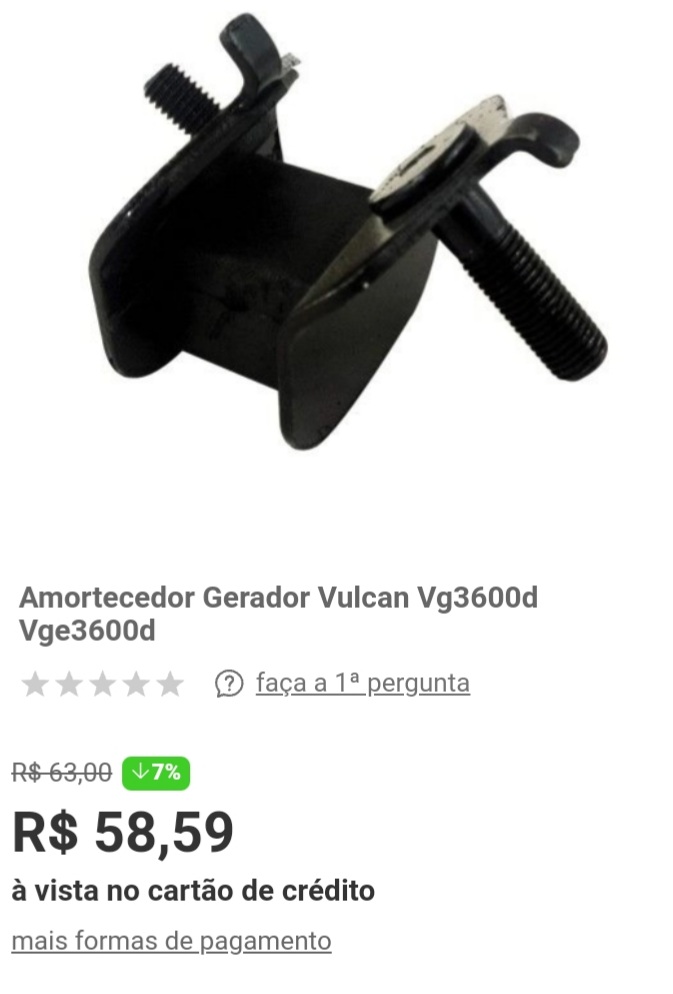 Amortecedor Gerador Vulcan Vg3600d
Vge3600d
faça a 1ª pergunta
R$ 63,00 ↓7%
R$ 58,59
à vista no cartão de crédito
mais formas de pagamento